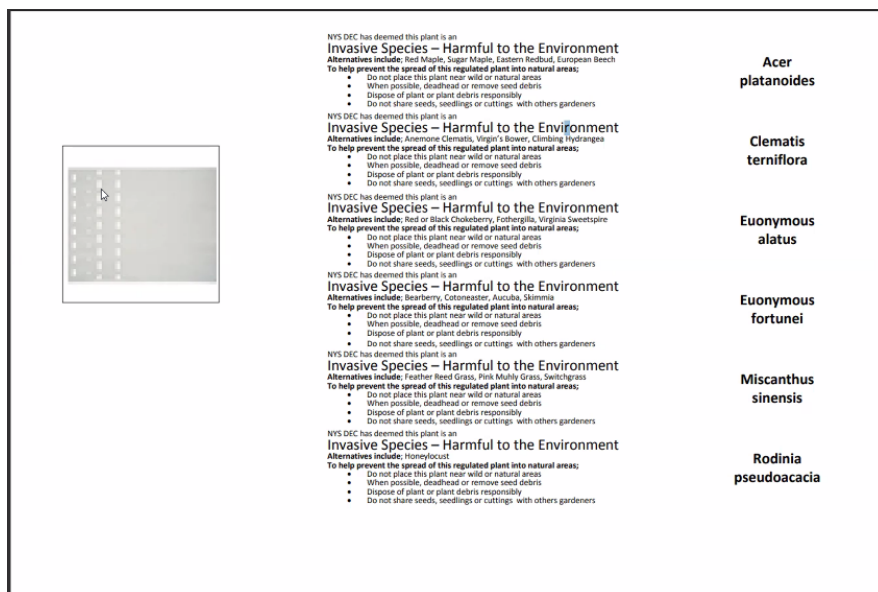 NYS DEC has deemed this plant is an
Invasive Species – Harmful to the Environment
Alternatives include; Red Maple, Sugar Maple, Eastern Redbud, European Beech
To help prevent the spread of this regulated plant into natural areas;
• Do not place this plant near wild or natural areas
• When possible, deadhead or remove seed debris
• Dispose of plant or plant debris responsibly
• Do not share seeds, seedlings or cuttings with others gardeners
Acer
platanoides
NYS DEC has deemed this plant is an
Invasive Species – Harmful to the Environment
Alternatives include; Anemone Clematis, Virgin's Bower, Climbing Hydrangea
To help prevent the spread of this regulated plant into natural areas;
• Do not place this plant near wild or natural areas
• When possible, deadhead or remove seed debris
• Dispose of plant or plant debris responsibly
• Do not share seeds, seedlings or cuttings with others gardeners
Clematis
terniflora
NYS DEC has deemed this plant is an
Invasive Species – Harmful to the Environment
Alternatives include; Red or Black Chokeberry, Fothergilla, Virginia Sweetspire
To help prevent the spread of this regulated plant into natural areas;
• Do not place this plant near wild or natural areas
• When possible, deadhead or remove seed debris
• Dispose of plant or plant debris responsibly
• Do not share seeds, seedlings or cuttings with others gardeners
Euonymous
alatus
NYS DEC has deemed this plant is an
Invasive Species – Harmful to the Environment
Alternatives include; Bearberry, Cotoneaster, Aucuba, Skimmia
To help prevent the spread of this regulated plant into natural areas;
• Do not place this plant near wild or natural areas
• When possible, deadhead or remove seed debris
• Dispose of plant or plant debris responsibly
• Do not share seeds, seedlings or cuttings with others gardeners
Euonymous
fortunei
NYS DEC has deemed this plant is an
Invasive Species – Harmful to the Environment
Alternatives include; Feather Reed Grass, Pink Muhly Grass, Switchgrass
To help prevent the spread of this regulated plant into natural areas;
• Do not place this plant near wild or natural areas
• When possible, deadhead or remove seed debris
• Dispose of plant or plant debris responsibly
• Do not share seeds, seedlings or cuttings with others gardeners
Miscanthus
sinensis
NYS DEC has deemed this plant is an
Invasive Species – Harmful to the Environment
Alternatives include; Honeylocust
To help prevent the spread of this regulated plant into natural areas;
• Do not place this plant near wild or natural areas
• When possible, deadhead or remove seed debris
• Dispose of plant or plant debris responsibly
• Do not share seeds, seedlings or cuttings with others gardeners
Rodinia
pseudoacacia